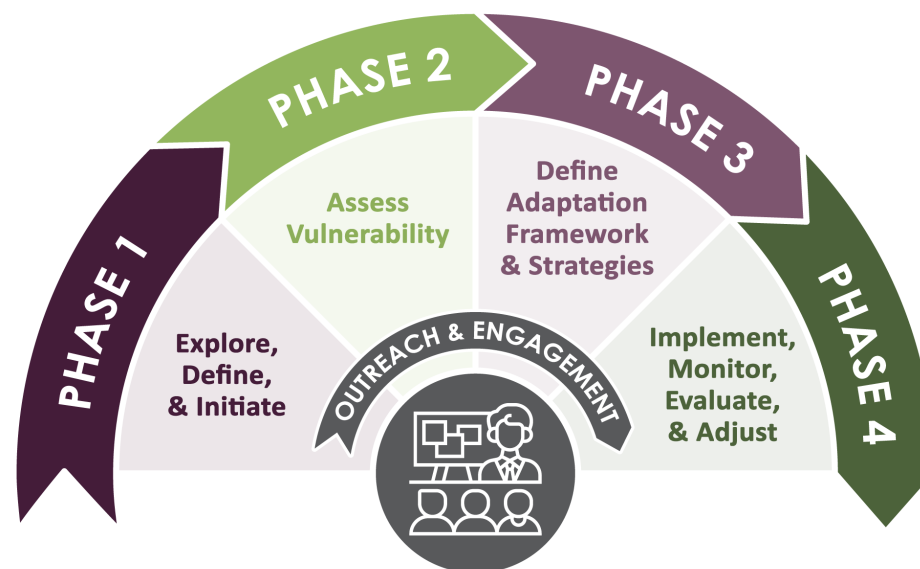 PHASE 1
Explore,
Define,
& Initiate
PHASE 2
Assess
Vulnerability
PHASE 3
Define
Adaptation
Framework
& Strategies
PHASE 4
Implement,
Monitor,
Evaluate,
& Adjust
OUTREACH & ENGAGEMENT